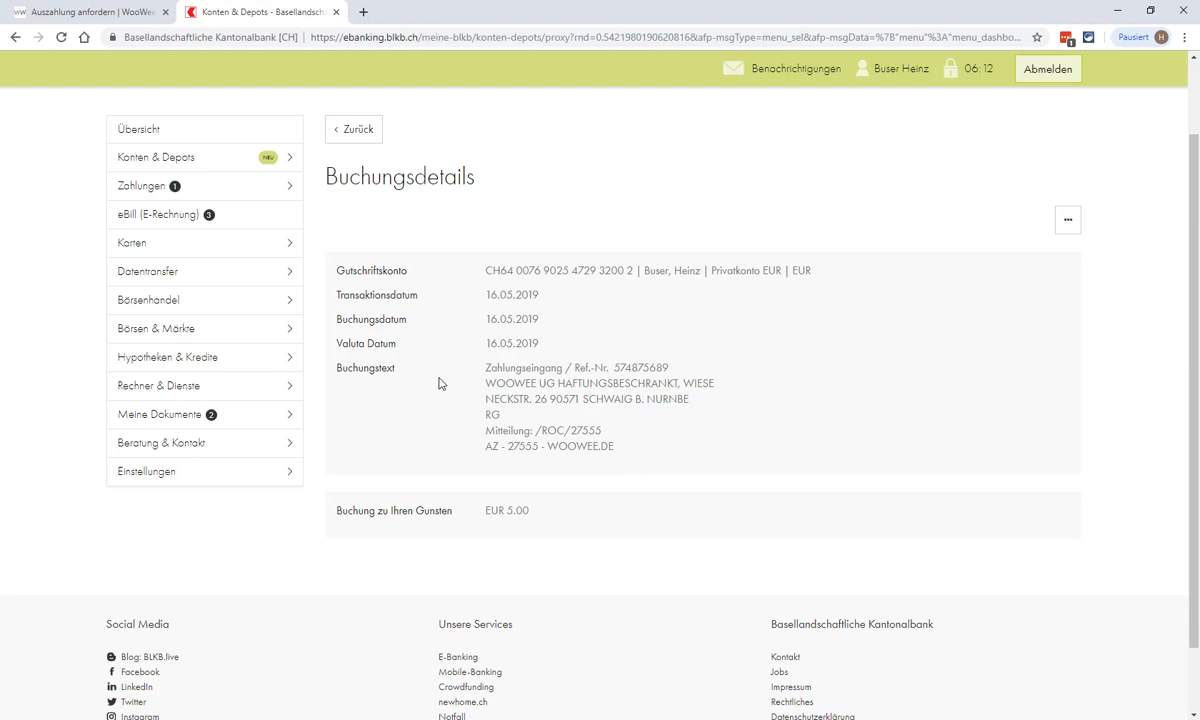 Auszahlung anfordern | WooWee
Konten & Depots - Basellandsch
Basellandschaftliche Kantonalbank [CH]
https://ebanking.blkb.ch/meine-blkb/konten-depots/proxy?rnd=0.5421980190620816&afp-msgType=menu_sel&afp-msgData=%7B"menu"%3A"menu_dashbo...
1
Pausiert
H
Benachrichtigungen
Buser Heinz
06:12
Abmelden
Übersicht
Konten & Depots NEU
Zahlungen 1
eBill (E-Rechnung) 3
Karten
Datentransfer
Börsenhandel
Börsen & Märkte
Hypotheken & Kredite
Rechner & Dienste
Meine Dokumente 2
Beratung & Kontakt
Einstellungen
‹ Zurück
Buchungsdetails
...
Gutschriftskonto CH64 0076 9025 4729 3200 2 | Buser, Heinz | Privatkonto EUR | EUR
Transaktionsdatum 16.05.2019
Buchungsdatum 16.05.2019
Valuta Datum 16.05.2019
Buchungstext Zahlungseingang / Ref.-Nr. 574875689
WOOWEE UG HAFTUNGSBESCHRANKT, WIESE
NECKSTR. 26 90571 SCHWAIG B. NURNBE
RG
Mitteilung: /ROC/27555
AZ - 27555 - WOOWEE.DE
Buchung zu Ihren Gunsten EUR 5.00
Social Media
Blog: BLKB.live
Facebook
LinkedIn
Twitter
Instagram
Unsere Services
E-Banking
Mobile-Banking
Crowdfunding
newhome.ch
Notfall
Basellandschaftliche Kantonalbank
Kontakt
Jobs
Impressum
Rechtliches
Datenschutzerklärung